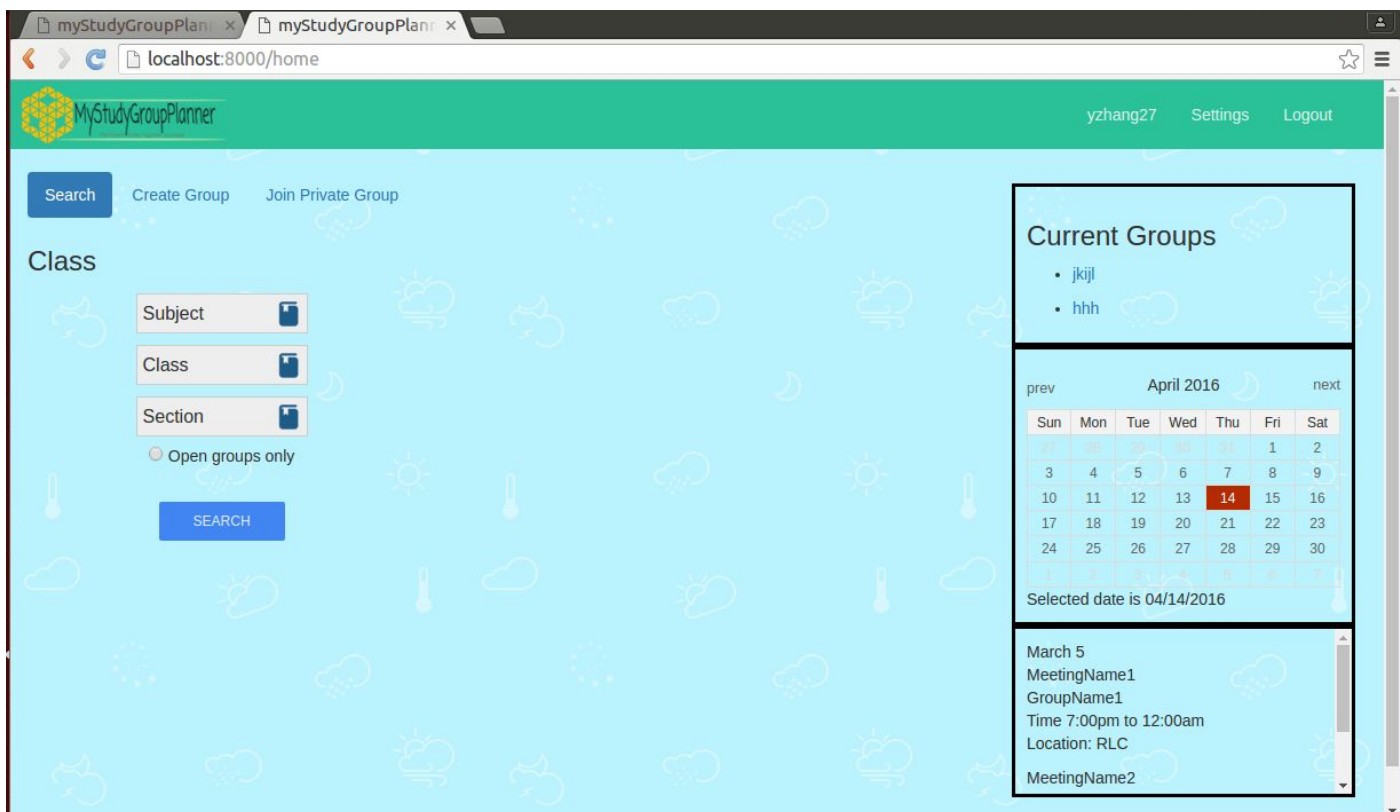 myStudyGroupPlan
myStudyGroupPlann
localhost:8000/home
MyStudyGroupPlanner
yzhang27 Settings Logout
Search Create Group Join Private Group
Class
Subject
Class
Section
Open groups only
SEARCH
Current Groups
jkijl
hhh
prev April 2016 next
Sun Mon Tue Wed Thu Fri Sat
27 28 29 30 31 1 2
3 4 5 6 7 8 9
10 11 12 13 14 15 16
17 18 19 20 21 22 23
24 25 26 27 28 29 30
1 2 3 4 5 6 7
Selected date is 04/14/2016
March 5
MeetingName1
GroupName1
Time 7:00pm to 12:00am
Location: RLC
MeetingName2